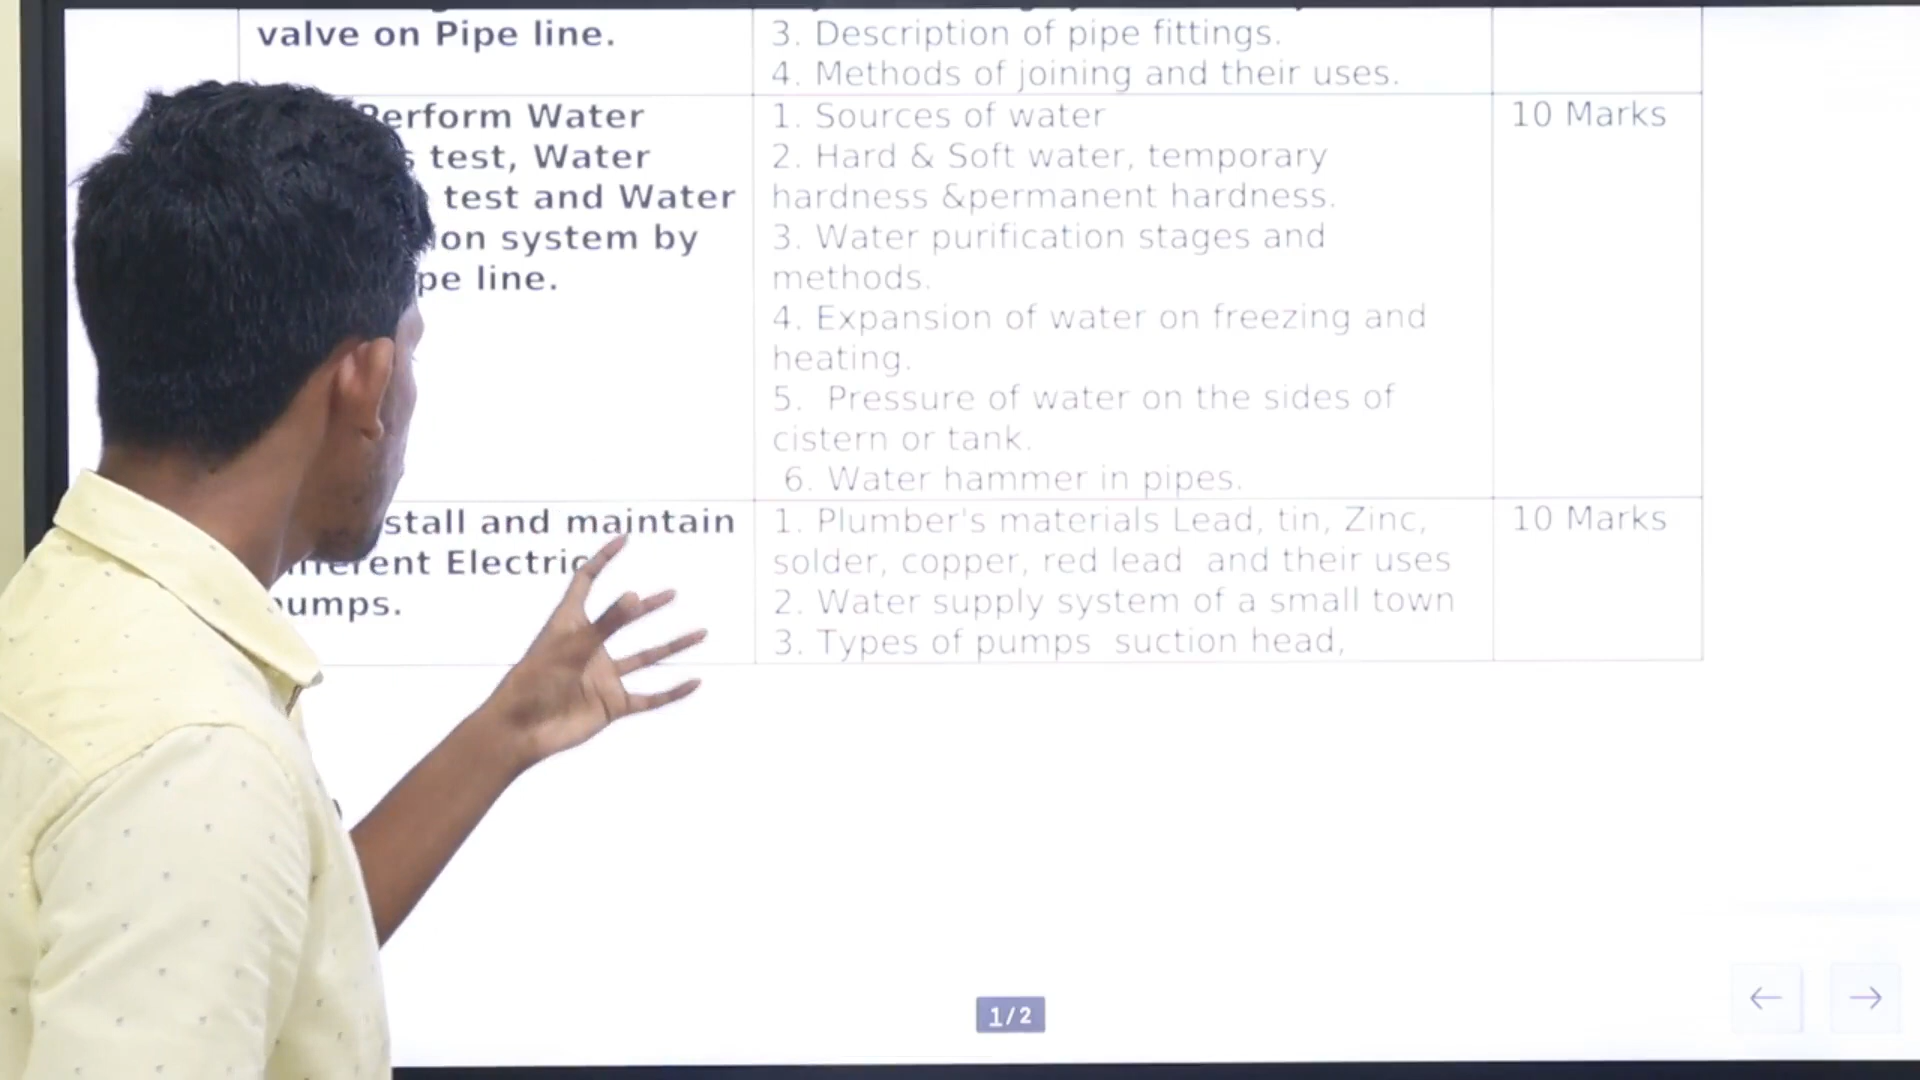 valve on Pipe line.
3. Description of pipe fittings.
4. Methods of joining and their uses.
Perform Water
test, Water
test and Water
system by
line.
1. Sources of water
2. Hard & Soft water, temporary
hardness &permanent hardness.
3. Water purification stages and
methods.
4. Expansion of water on freezing and
heating.
5. Pressure of water on the sides of
cistern or tank.
6. Water hammer in pipes.
10 Marks
and maintain
Electric
pumps.
1. Plumber's materials Lead, tin, Zinc,
solder, copper, red lead and their uses
2. Water supply system of a small town
3. Types of pumps suction head,
10 Marks
1/2